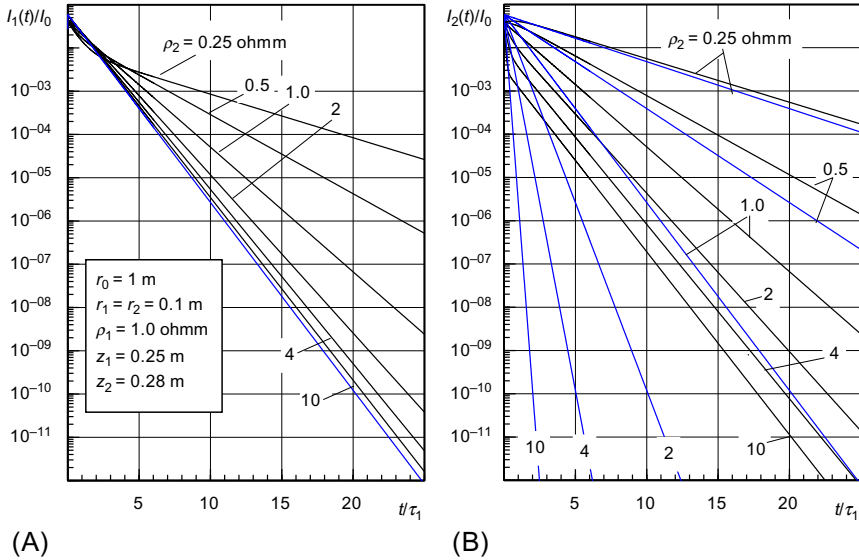 I₁(t)/I₀
ρ₂ = 0.25 ohmm
0.5
1.0
2
10⁻⁰³
10⁻⁰⁴
10⁻⁰⁵
10⁻⁰⁶
10⁻⁰⁷
10⁻⁰⁸
10⁻⁰⁹
10⁻¹⁰
10⁻¹¹
r₀ = 1 m
r₁ = r₂ = 0.1 m
ρ₁ = 1.0 ohmm
z₁ = 0.25 m
z₂ = 0.28 m
4
10
5 10 15 20 t/τ₁
(A)
I₂(t)/I₀
ρ₂ = 0.25 ohmm
10⁻⁰³
10⁻⁰⁴
10⁻⁰⁵
10⁻⁰⁶
10⁻⁰⁷
10⁻⁰⁸
10⁻⁰⁹
10⁻¹⁰
10⁻¹¹
0.5
1.0
2
4
10 4 2 10
5 10 15 20 t/τ₁
(B)